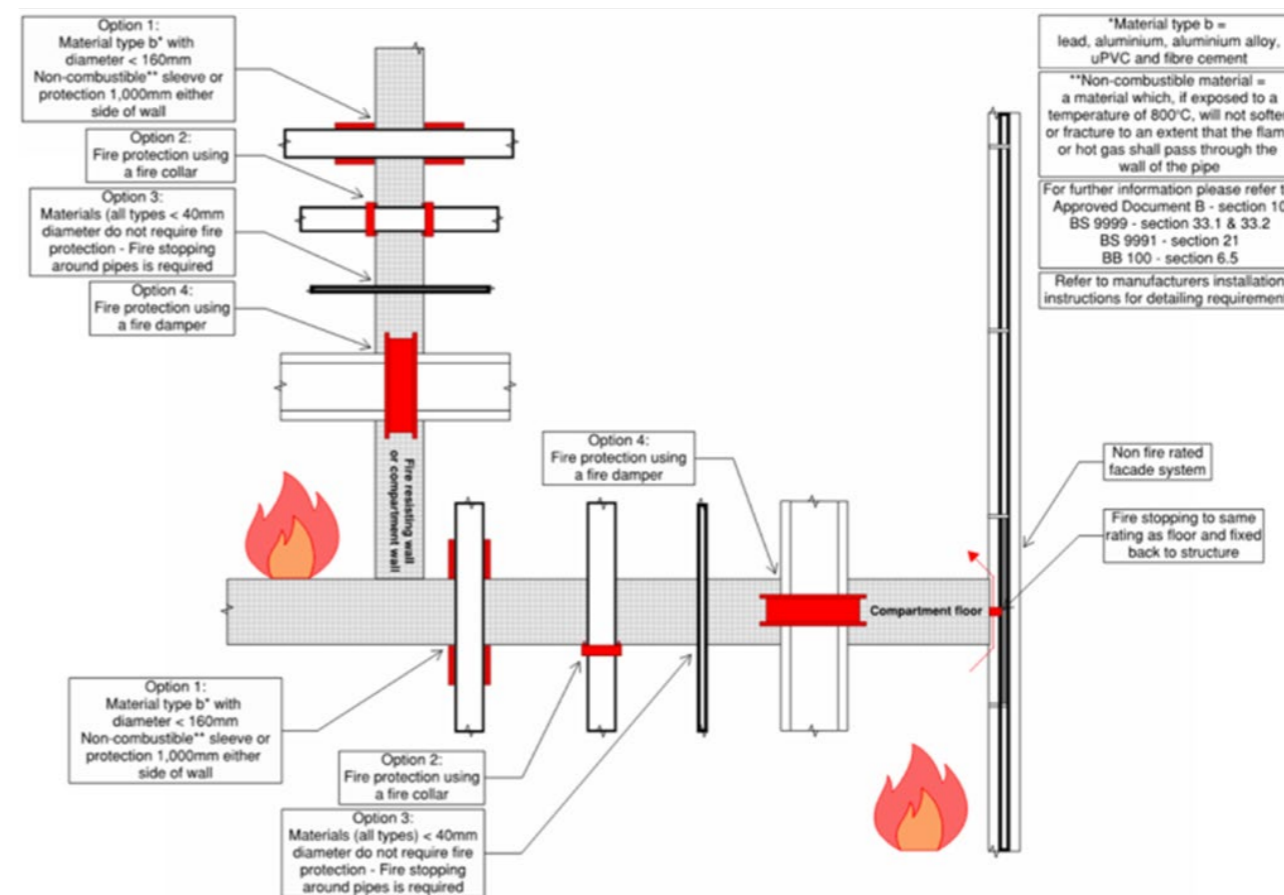 Option 1:
Material type b* with
diameter < 160mm
Non-combustible** sleeve or
protection 1,000mm either
side of wall
Option 2:
Fire protection using
a fire collar
Option 3:
Materials (all types < 40mm
diameter do not require fire
protection - Fire stopping
around pipes is required
Option 4:
Fire protection using
a fire damper
Fire resisting wall
or compartment wall
*Material type b =
lead, aluminium, aluminium alloy,
uPVC and fibre cement
**Non-combustible material =
a material which, if exposed to a
temperature of 800°C, will not softe
or fracture to an extent that the flam
or hot gas shall pass through the
wall of the pipe
For further information please refer t
Approved Document B - section 10
BS 9999 - section 33.1 & 33.2
BS 9991 - section 21
BB 100 - section 6.5
Refer to manufacturers installation
instructions for detailing requirement
Option 4:
Fire protection using
a fire damper
Non fire rated
facade system
Fire stopping to same
rating as floor and fixed
back to structure
Compartment floor
Option 1:
Material type b* with
diameter < 160mm
Non-combustible** sleeve or
protection 1,000mm either
side of wall
Option 2:
Fire protection using
a fire collar
Option 3:
Materials (all types) < 40mm
diameter do not require fire
protection - Fire stopping
around pipes is required